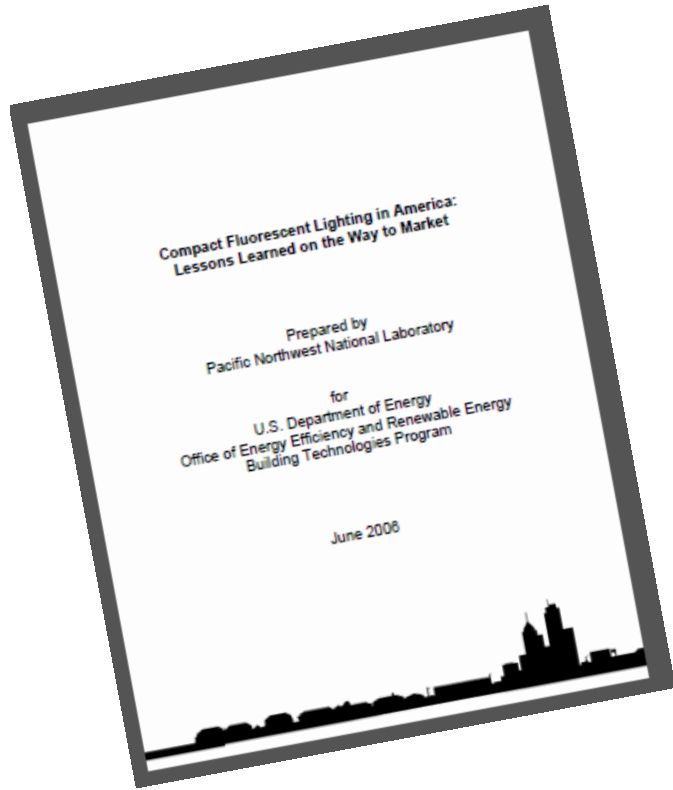 Compact Fluorescent Lighting in America:
Lessons Learned on the Way to Market
Prepared by
Pacific Northwest National Laboratory
for
U.S. Department of Energy
Office of Energy Efficiency and Renewable Energy
Building Technologies Program
June 2006